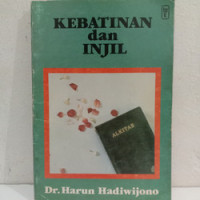 KEBATINAN
dan
INJIL
ALKITAB
Dr. Harun Hadiwijono